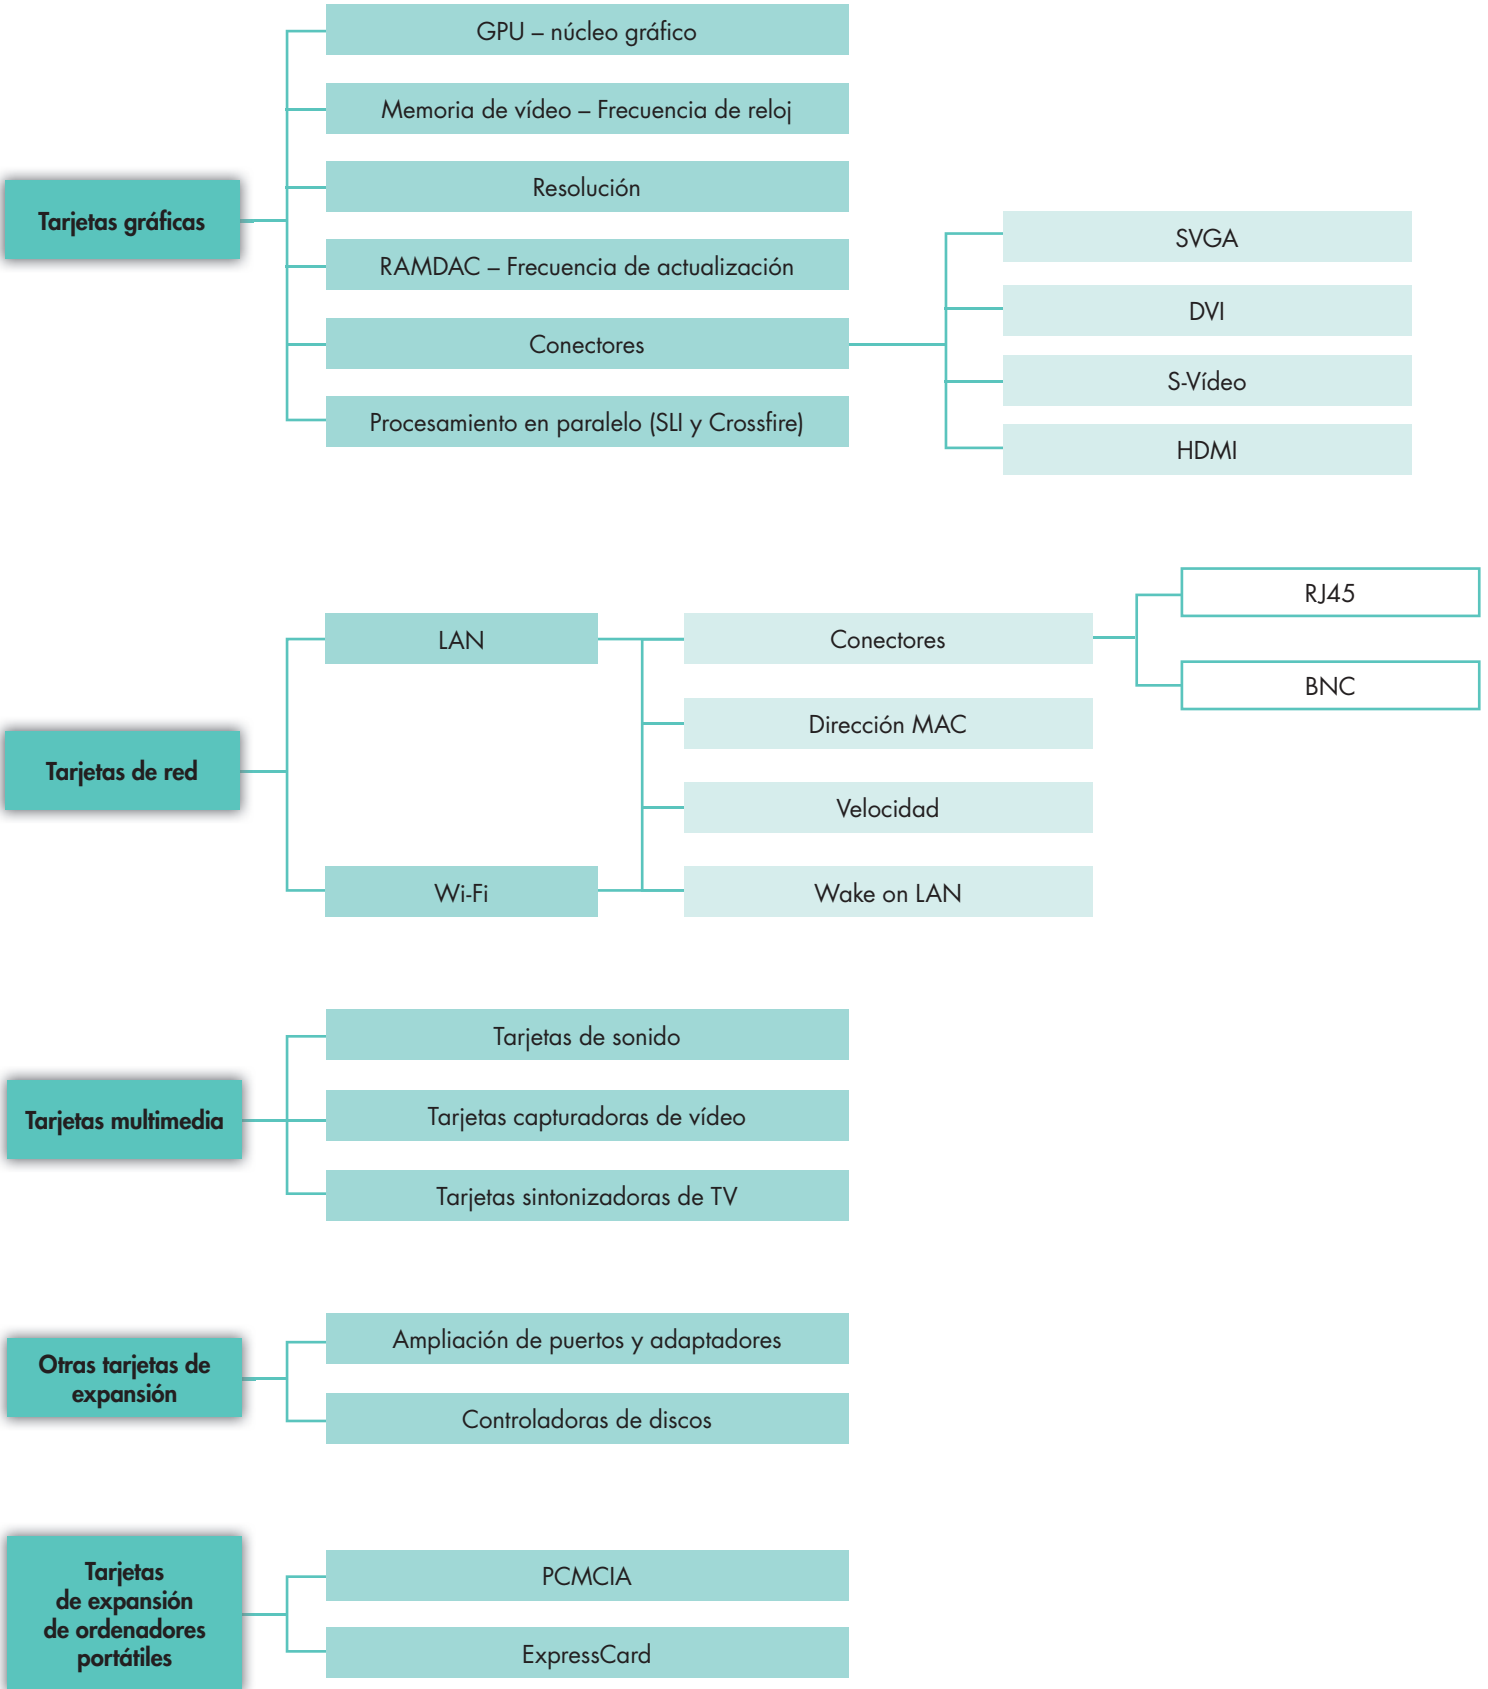 GPU – núcleo gráfico
Memoria de vídeo – Frecuencia de reloj
Resolución
Tarjetas gráficas
RAMDAC – Frecuencia de actualización
Conectores
Procesamiento en paralelo (SLI y Crossfire)
SVGA
DVI
S-Vídeo
HDMI
Tarjetas de red
LAN
Wi-Fi
Conectores
Dirección MAC
Velocidad
Wake on LAN
RJ45
BNC
Tarjetas multimedia
Tarjetas de sonido
Tarjetas capturadoras de vídeo
Tarjetas sintonizadoras de TV
Otras tarjetas de
expansión
Ampliación de puertos y adaptadores
Controladoras de discos
Tarjetas
de expansión
de ordenadores
portátiles
PCMCIA
ExpressCard